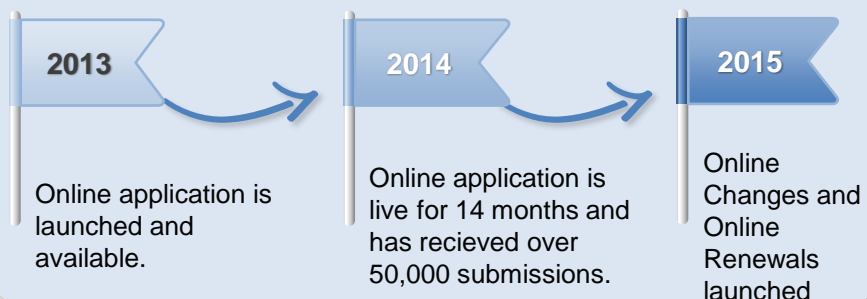 2013
Online application is
launched and
available.
2014
Online application is
live for 14 months and
has recieved over
50,000 submissions.
2015
Online
Changes and
Online
Renewals
launched